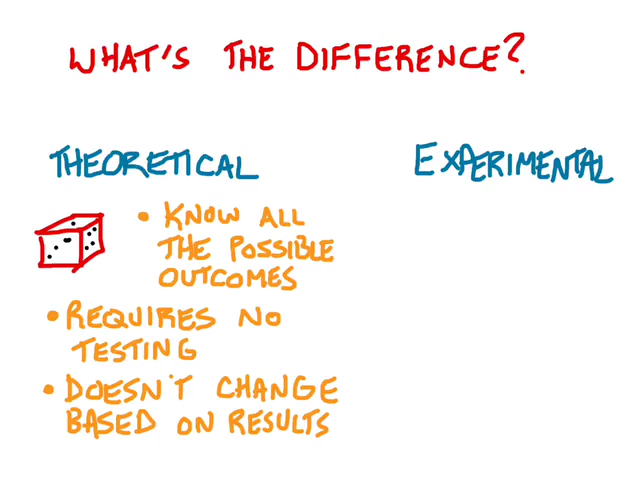 WHAT'S THE DIFFERENCE?
THEORETICAL
• KNOW ALL
THE POSSIBLE
OUTCOMES
• REQUIRES NO
TESTING
• DOESN'T CHANGE
BASED ON RESULTS
EXPERIMENTAL